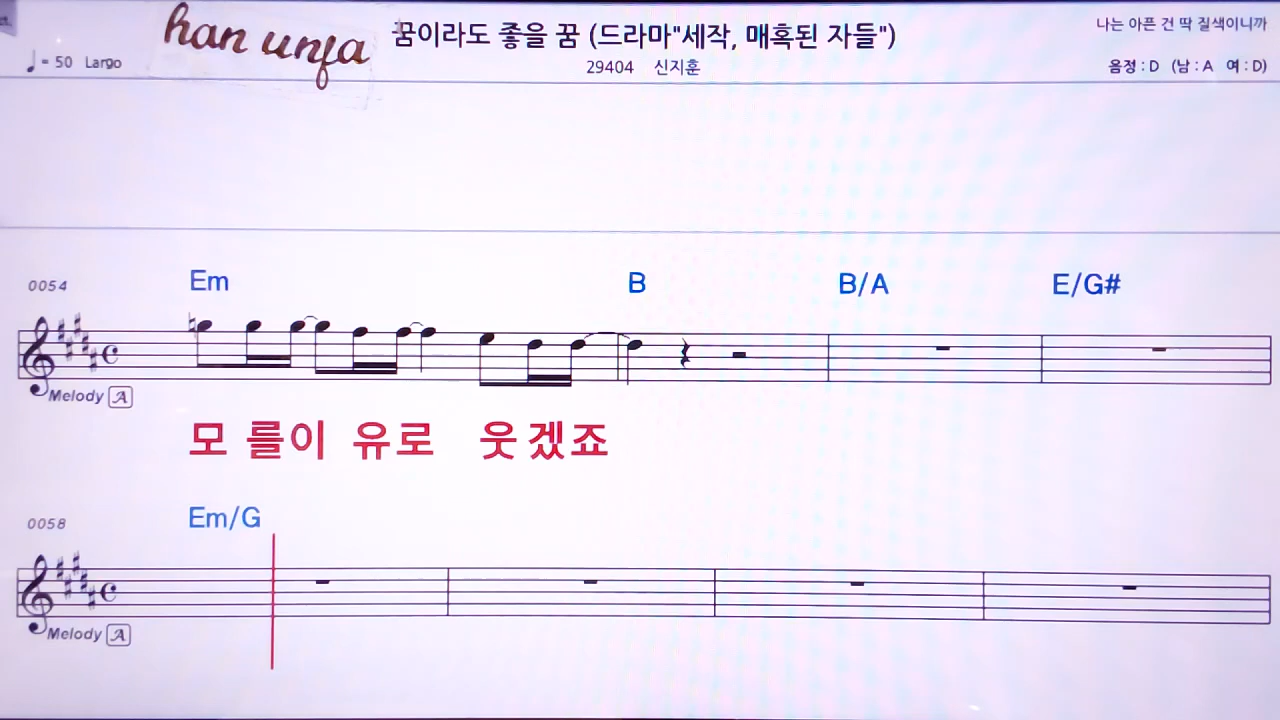 han unfa
꿈이라도 좋을 꿈 (드라마"세작, 매혹된 자들")
나는 아픈 건 딱 질색이니까
♩ = 50 Largo
29404 신지훈
음정 : D (남 : A 여 : D)
0054
Em B B/A E/G#
Melody A
모 를이 유로 웃겠죠
0058
Em/G
Melody A